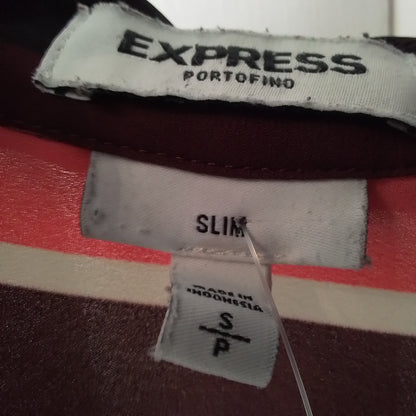 EXPRESS
PORTOFINO
SLIM
MADE IN
INDONESIA
S
P